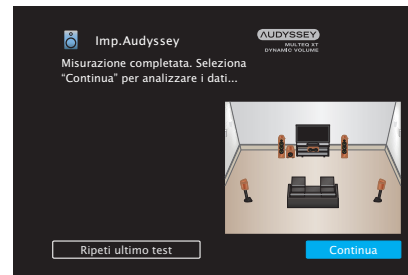 Imp.Audyssey
AUDYSSEY
MULTEQ XT
DYNAMIC VOLUME
Misurazione completata. Seleziona
“Continua” per analizzare i dati...
Ripeti ultimo test
Continua